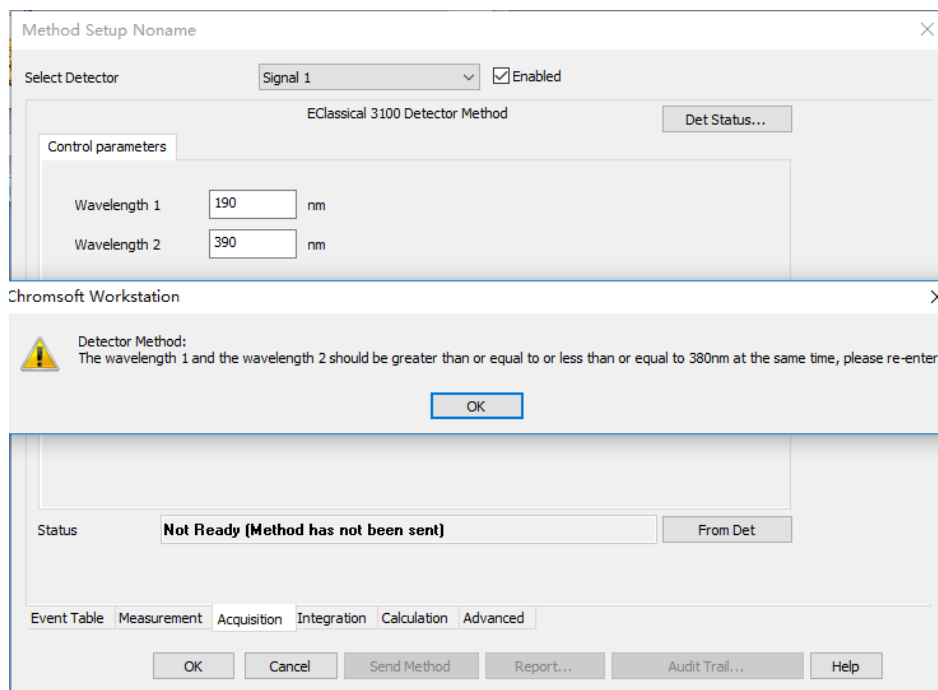 Method Setup Noname
Select Detector Signal 1 Enabled
EClassical 3100 Detector Method Det Status...
Control parameters
Wavelength 1 190 nm
Wavelength 2 390 nm
Chromsoft Workstation
Detector Method:
The wavelength 1 and the wavelength 2 should be greater than or equal to or less than or equal to 380nm at the same time, please re-enter
OK
Status Not Ready (Method has not been sent) From Det
Event Table Measurement Acquisition Integration Calculation Advanced
OK Cancel Send Method Report... Audit Trail... Help